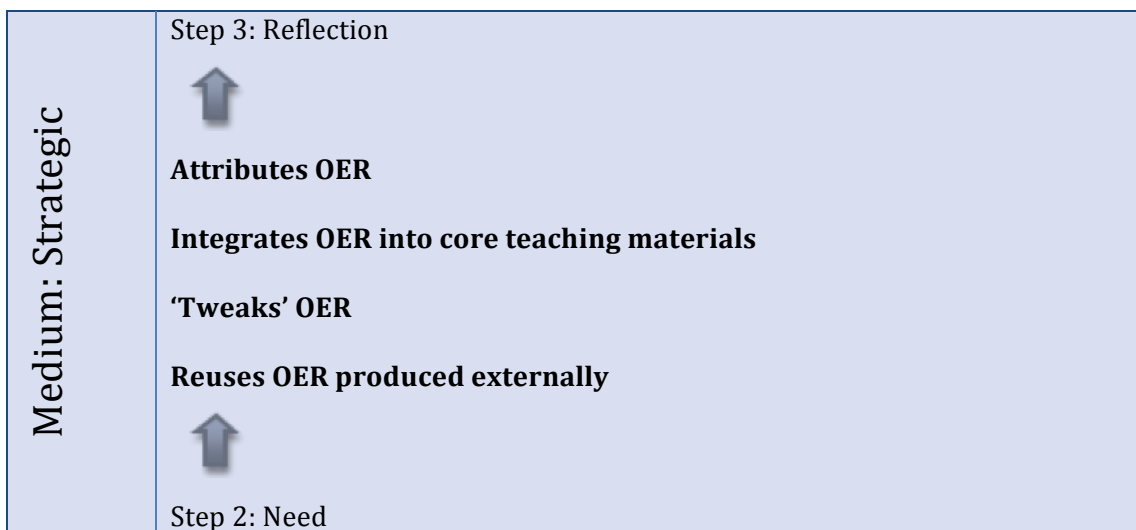 Medium: Strategic
Step 3: Reflection
Attributes OER
Integrates OER into core teaching materials
‘Tweaks’ OER
Reuses OER produced externally
Step 2: Need